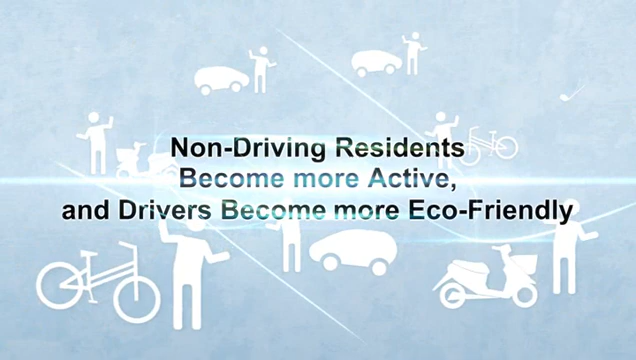 Non-Driving Residents
Become more Active,
and Drivers Become more Eco-Friendly